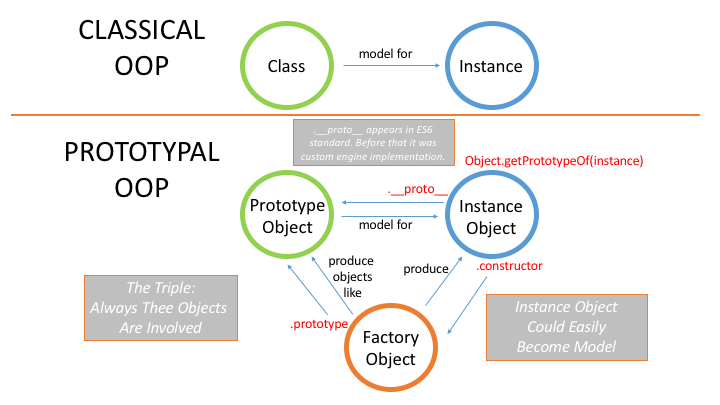 CLASSICAL
OOP
Class
model for
Instance
.__proto__ appears in ES6
standard. Before that it was
custom engine implementation.
PROTOTYPAL
OOP
Object.getPrototypeOf(instance)
.__proto__
Prototype
Object
model for
Instance
Object
produce
objects
like
produce
.constructor
The Triple:
Always Thee Objects
Are Involved
.prototype
Factory
Object
Instance Object
Could Easily
Become Model